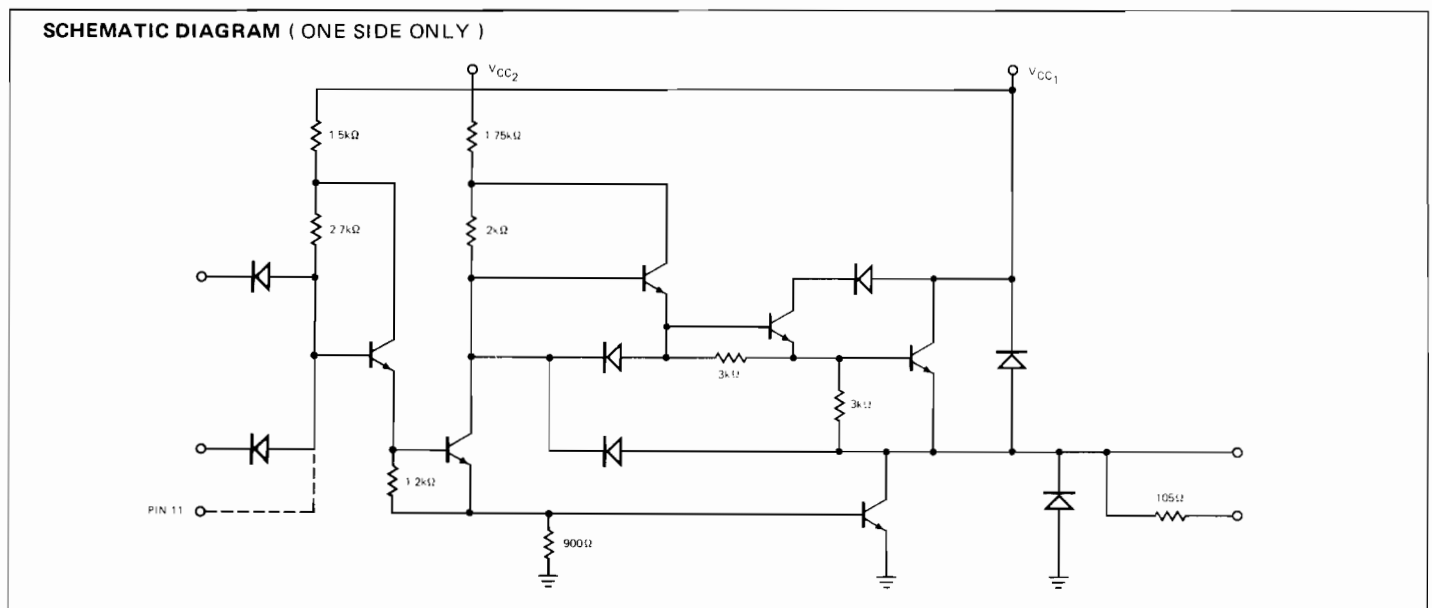 SCHEMATIC DIAGRAM ( ONE SIDE ONLY )
VCC2
VCC1
1.5kΩ
1.75kΩ
2.7kΩ
2kΩ
3kΩ
3kΩ
1.2kΩ
105Ω
PIN 11
900Ω